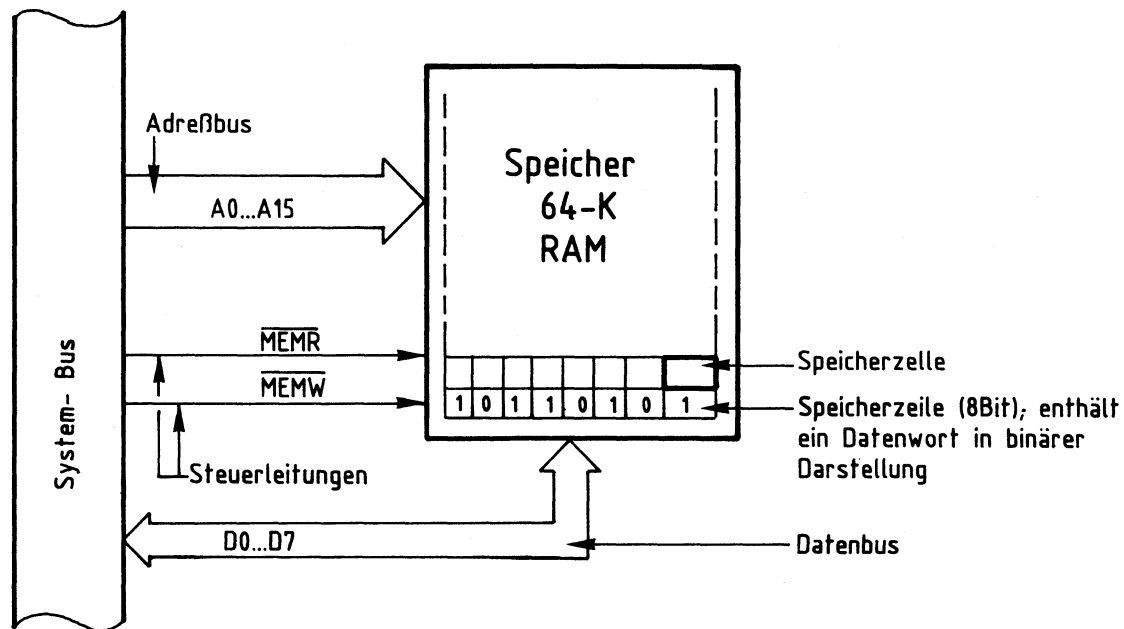 Adreßbus
A0...A15
Speicher
64-K
RAM
System- Bus
MEMR
MEMW
Steuerleitungen
1 0 1 1 0 1 0 1
Speicherzelle
Speicherzeile (8Bit); enthält
ein Datenwort in binärer
Darstellung
D0...D7
Datenbus